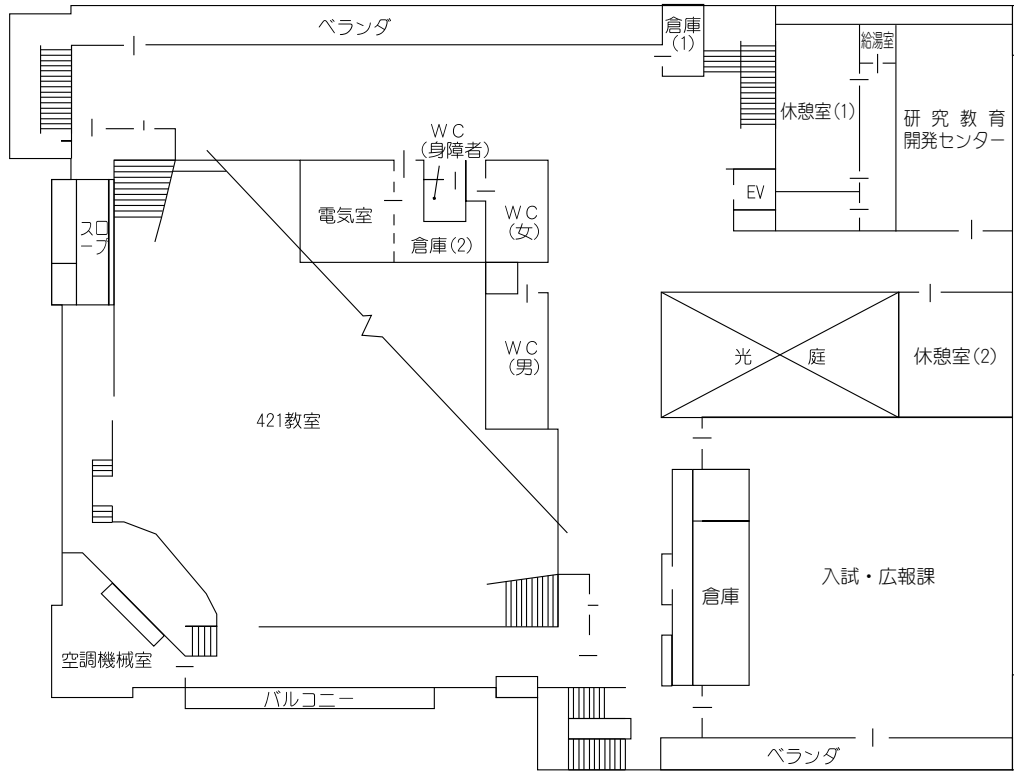 ベランダ
倉庫
(1)
給湯室
休憩室(1)
研究教育
開発センター
WC
(身障者)
EV
電気室
倉庫(2)
WC
(女)
スロ
ープ
WC
(男)
光庭
休憩室(2)
421教室
倉庫
入試・広報課
空調機械室
バルコニー
ベランダ